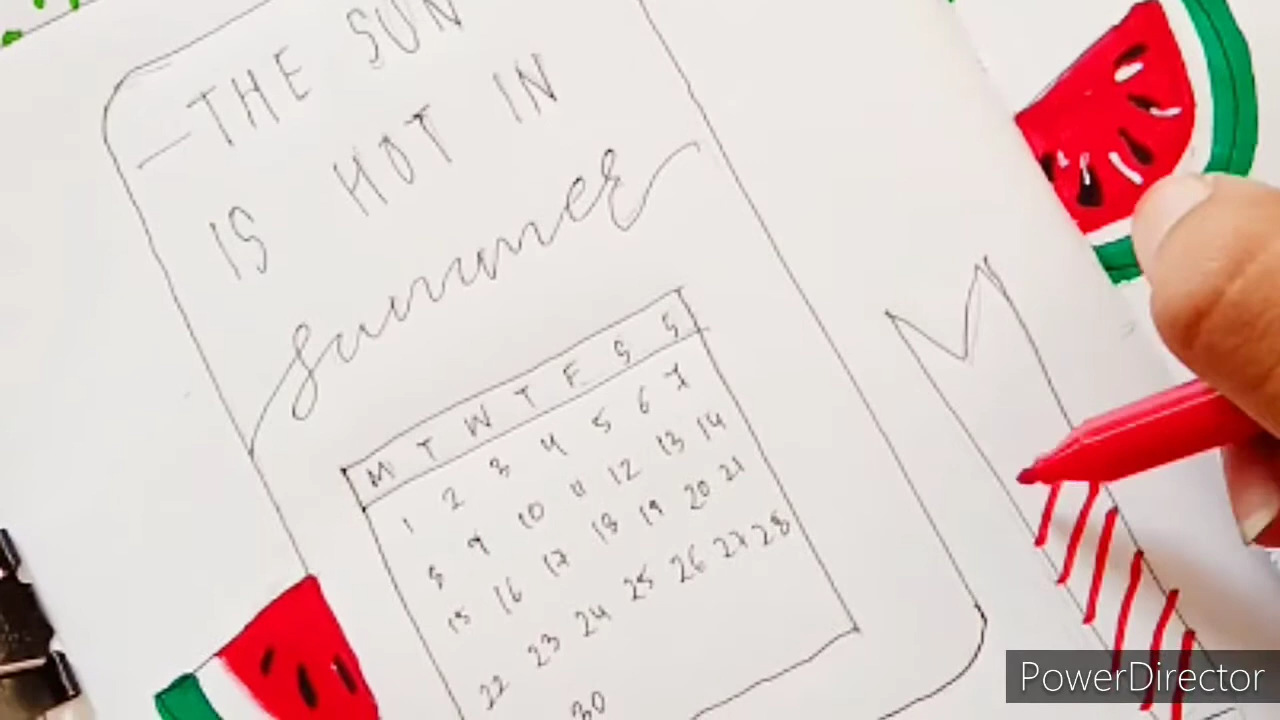 THE SUN
IS HOT IN
summer
M T W T F S S
1 2 3 4 5 6 7
8 9 10 11 12 13 14
15 16 17 18 19 20 21
22 23 24 25 26 27 28
30
PowerDirector